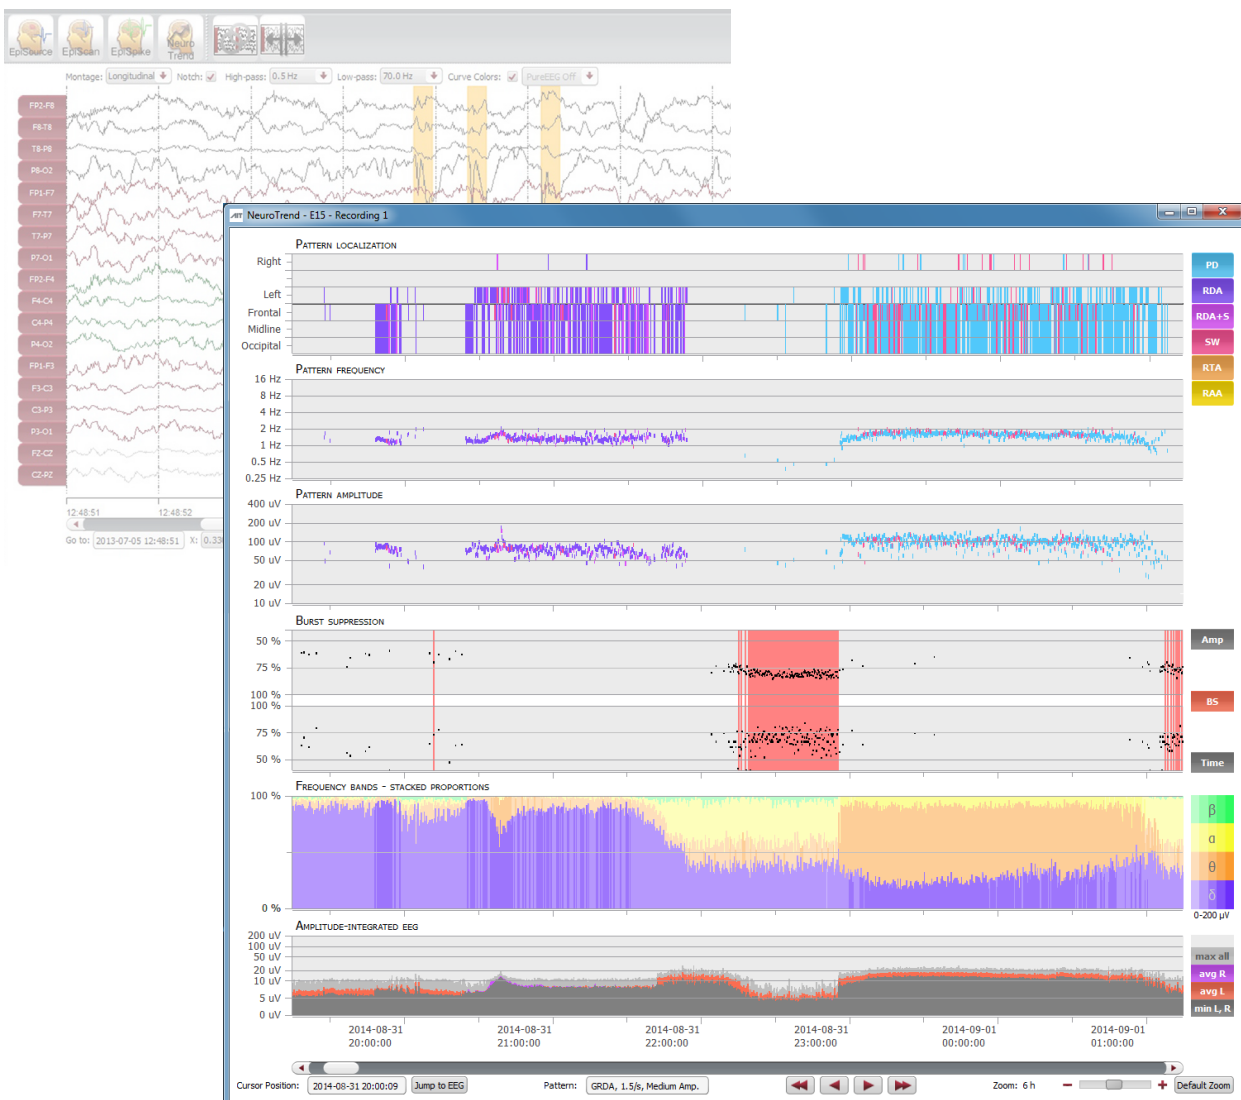 EpiSource EpiScan EpiSpike Neuro Trend
Montage: Longitudinal Notch: High-pass: 0.5 Hz Low-pass: 70.0 Hz Curve Colors: PureEEG Off
FP2-F8
F8-T8
T8-P8
P8-O2
FP1-F7
F7-T7
T7-P7
P7-O1
FP2-F4
F4-C4
C4-P4
P4-O2
FP1-F3
F3-C3
C3-P3
P3-O1
FZ-CZ
CZ-PZ
12:48:51 12:48:52
Go to: 2013-07-05 12:48:51 X: 0.33
AIT NeuroTrend - E15 - Recording 1
PATTERN LOCALIZATION
Right
Left
Frontal
Midline
Occipital
PD
RDA
RDA+S
SW
RTA
RAA
PATTERN FREQUENCY
16 Hz
8 Hz
4 Hz
2 Hz
1 Hz
0.5 Hz
0.25 Hz
PATTERN AMPLITUDE
400 uV
200 uV
100 uV
50 uV
20 uV
10 uV
BURST SUPPRESSION
50 %
75 %
100 %
100 %
75 %
50 %
Amp
BS
Time
FREQUENCY BANDS - STACKED PROPORTIONS
100 %
0 %
β
α
θ
δ
0-200 µV
AMPLITUDE-INTEGRATED EEG
200 uV
100 uV
50 uV
20 uV
10 uV
5 uV
0 uV
max all
avg R
avg L
min L, R
2014-08-31 2014-08-31 2014-08-31 2014-08-31 2014-09-01 2014-09-01
20:00:00 21:00:00 22:00:00 23:00:00 00:00:00 01:00:00
Cursor Position: 2014-08-31 20:00:09 Jump to EEG Pattern: GRDA, 1.5/s, Medium Amp. Zoom: 6 h Default Zoom